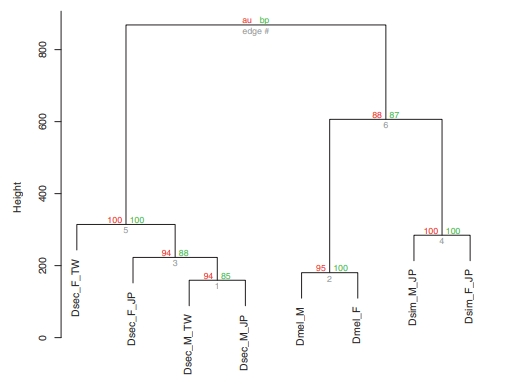 au bp
edge #
88 87
6
100 100
5
100 100
4
94 88
3
95 100
2
94 85
1
Height
800
600
400
200
0
Dsec_F_TW
Dsec_F_JP
Dsec_M_TW
Dsec_M_JP
Dmel_M
Dmel_F
Dsim_M_JP
Dsim_F_JP